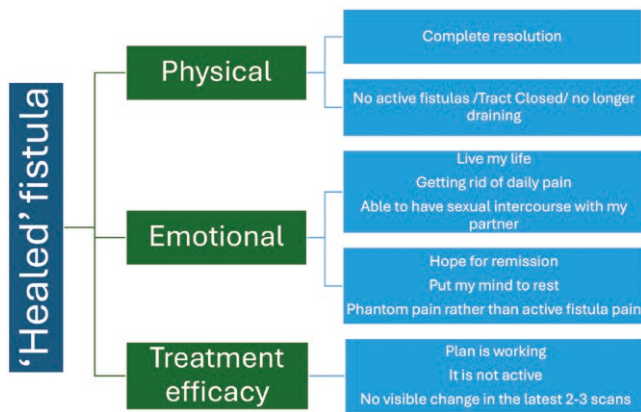 ‘Healed’ fistula
Physical
Complete resolution
No active fistulas /Tract Closed/ no longer
draining
Emotional
Live my life
Getting rid of daily pain
Able to have sexual intercourse with my
partner
Hope for remission
Put my mind to rest
Phantom pain rather than active fistula pain
Treatment
efficacy
Plan is working
It is not active
No visible change in the latest 2-3 scans